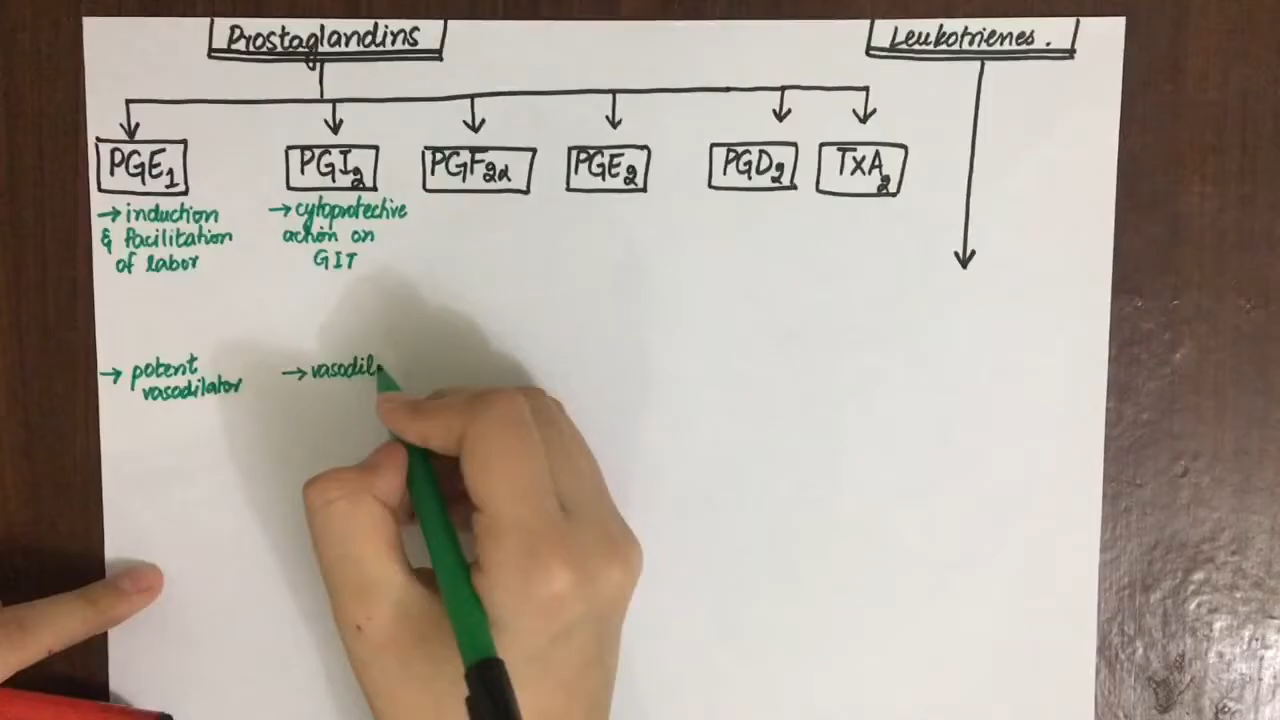 Prostaglandins
Leukotrienes.
PGE1
PGI2
PGF2α
PGE2
PGD2
TxA2
→ induction
& facilitation
of labor
→ cytoprotective
action on
GIT
→ potent
vasodilator
→ vasodil